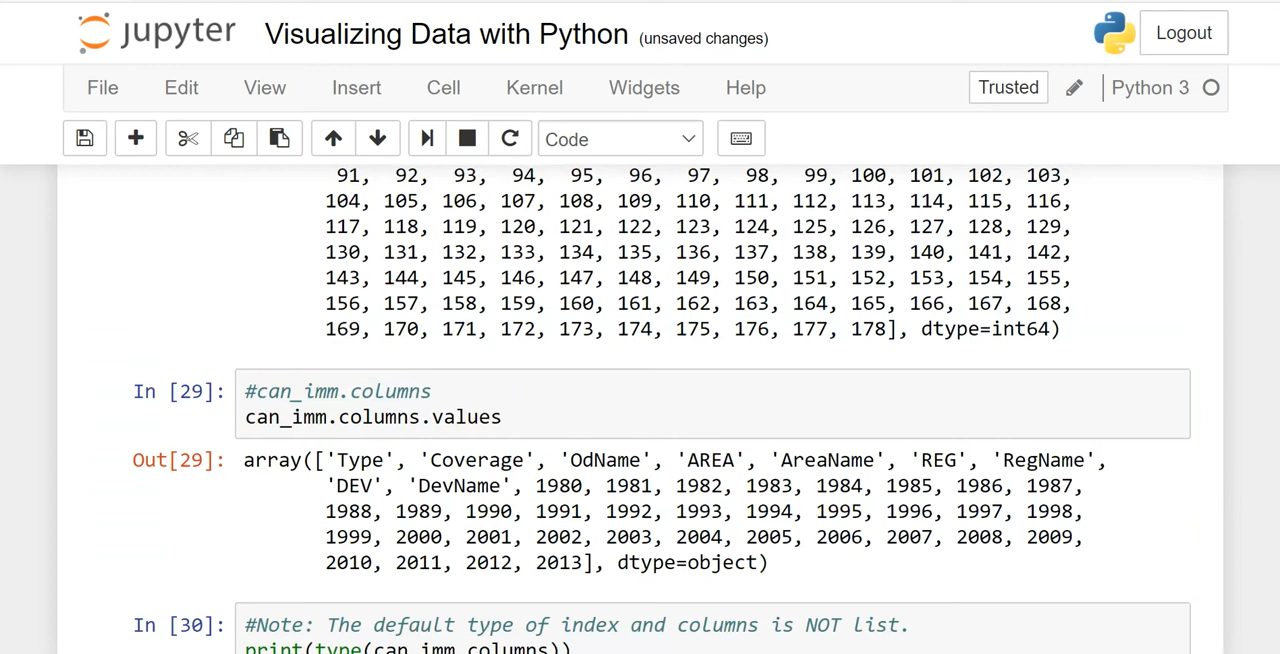 jupyter Visualizing Data with Python (unsaved changes) Logout
File Edit View Insert Cell Kernel Widgets Help Trusted Python 3
Code
91, 92, 93, 94, 95, 96, 97, 98, 99, 100, 101, 102, 103,
104, 105, 106, 107, 108, 109, 110, 111, 112, 113, 114, 115, 116,
117, 118, 119, 120, 121, 122, 123, 124, 125, 126, 127, 128, 129,
130, 131, 132, 133, 134, 135, 136, 137, 138, 139, 140, 141, 142,
143, 144, 145, 146, 147, 148, 149, 150, 151, 152, 153, 154, 155,
156, 157, 158, 159, 160, 161, 162, 163, 164, 165, 166, 167, 168,
169, 170, 171, 172, 173, 174, 175, 176, 177, 178], dtype=int64)
In [29]: #can_imm.columns
can_imm.columns.values
Out[29]: array(['Type', 'Coverage', 'OdName', 'AREA', 'AreaName', 'REG', 'RegName',
'DEV', 'DevName', 1980, 1981, 1982, 1983, 1984, 1985, 1986, 1987,
1988, 1989, 1990, 1991, 1992, 1993, 1994, 1995, 1996, 1997, 1998,
1999, 2000, 2001, 2002, 2003, 2004, 2005, 2006, 2007, 2008, 2009,
2010, 2011, 2012, 2013], dtype=object)
In [30]: #Note: The default type of index and columns is NOT list.
print(type(can_imm.columns))